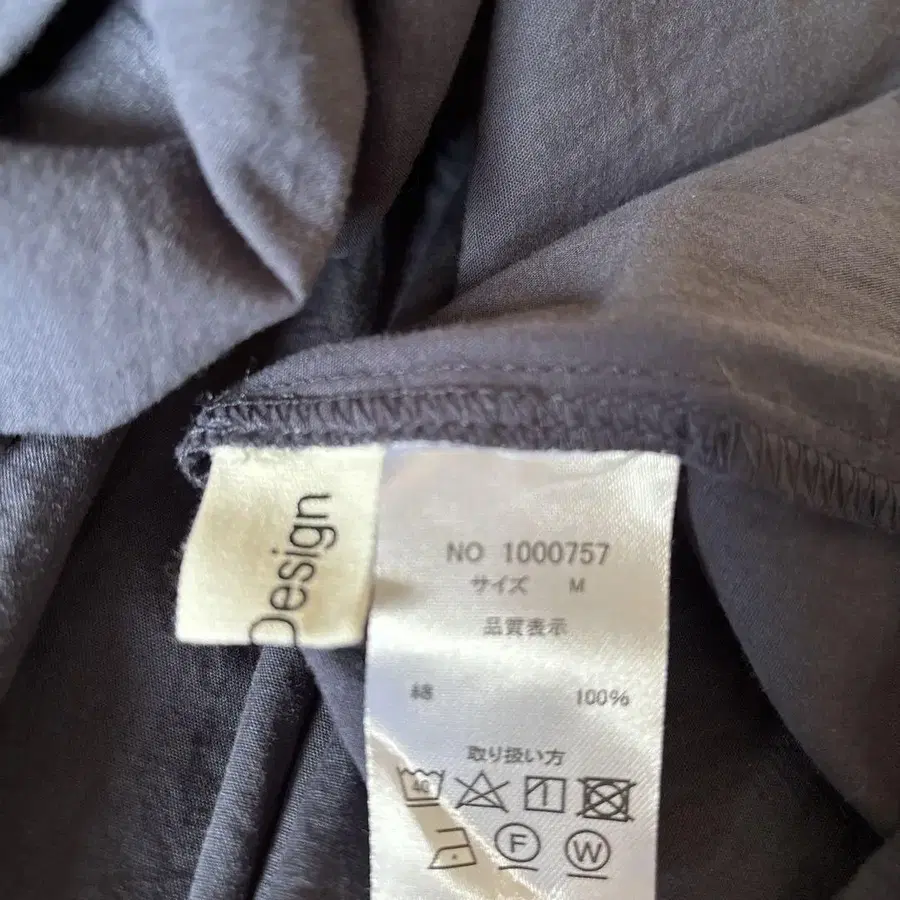 Design
NO 1000757
サイズ M
品質表示
綿 100%
取り扱い方
40
F
W